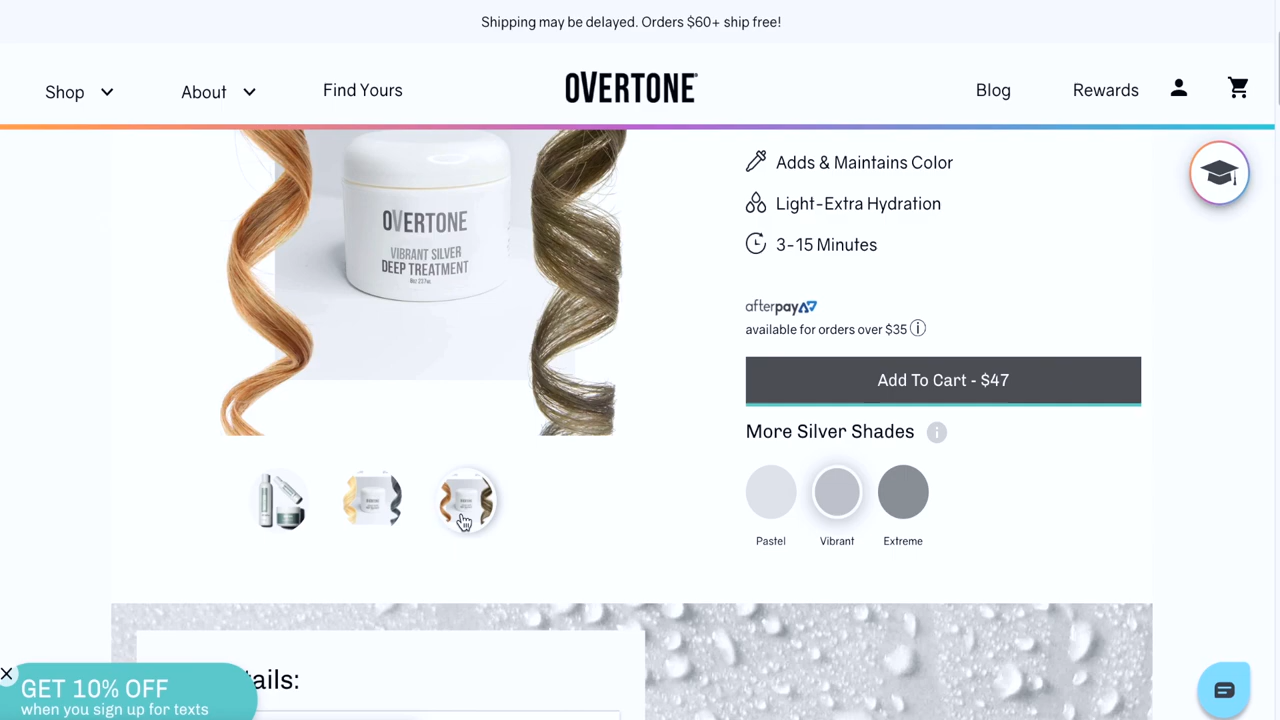 Shipping may be delayed. Orders $60+ ship free!
Shop
About
Find Yours
OVERTONE
Blog
Rewards
OVERTONE
VIBRANT SILVER
DEEP TREATMENT
8oz 237mL
Adds & Maintains Color
Light-Extra Hydration
3-15 Minutes
afterpay
available for orders over $35
Add To Cart - $47
More Silver Shades
Pastel
Vibrant
Extreme
ails:
GET 10% OFF
when you sign up for texts